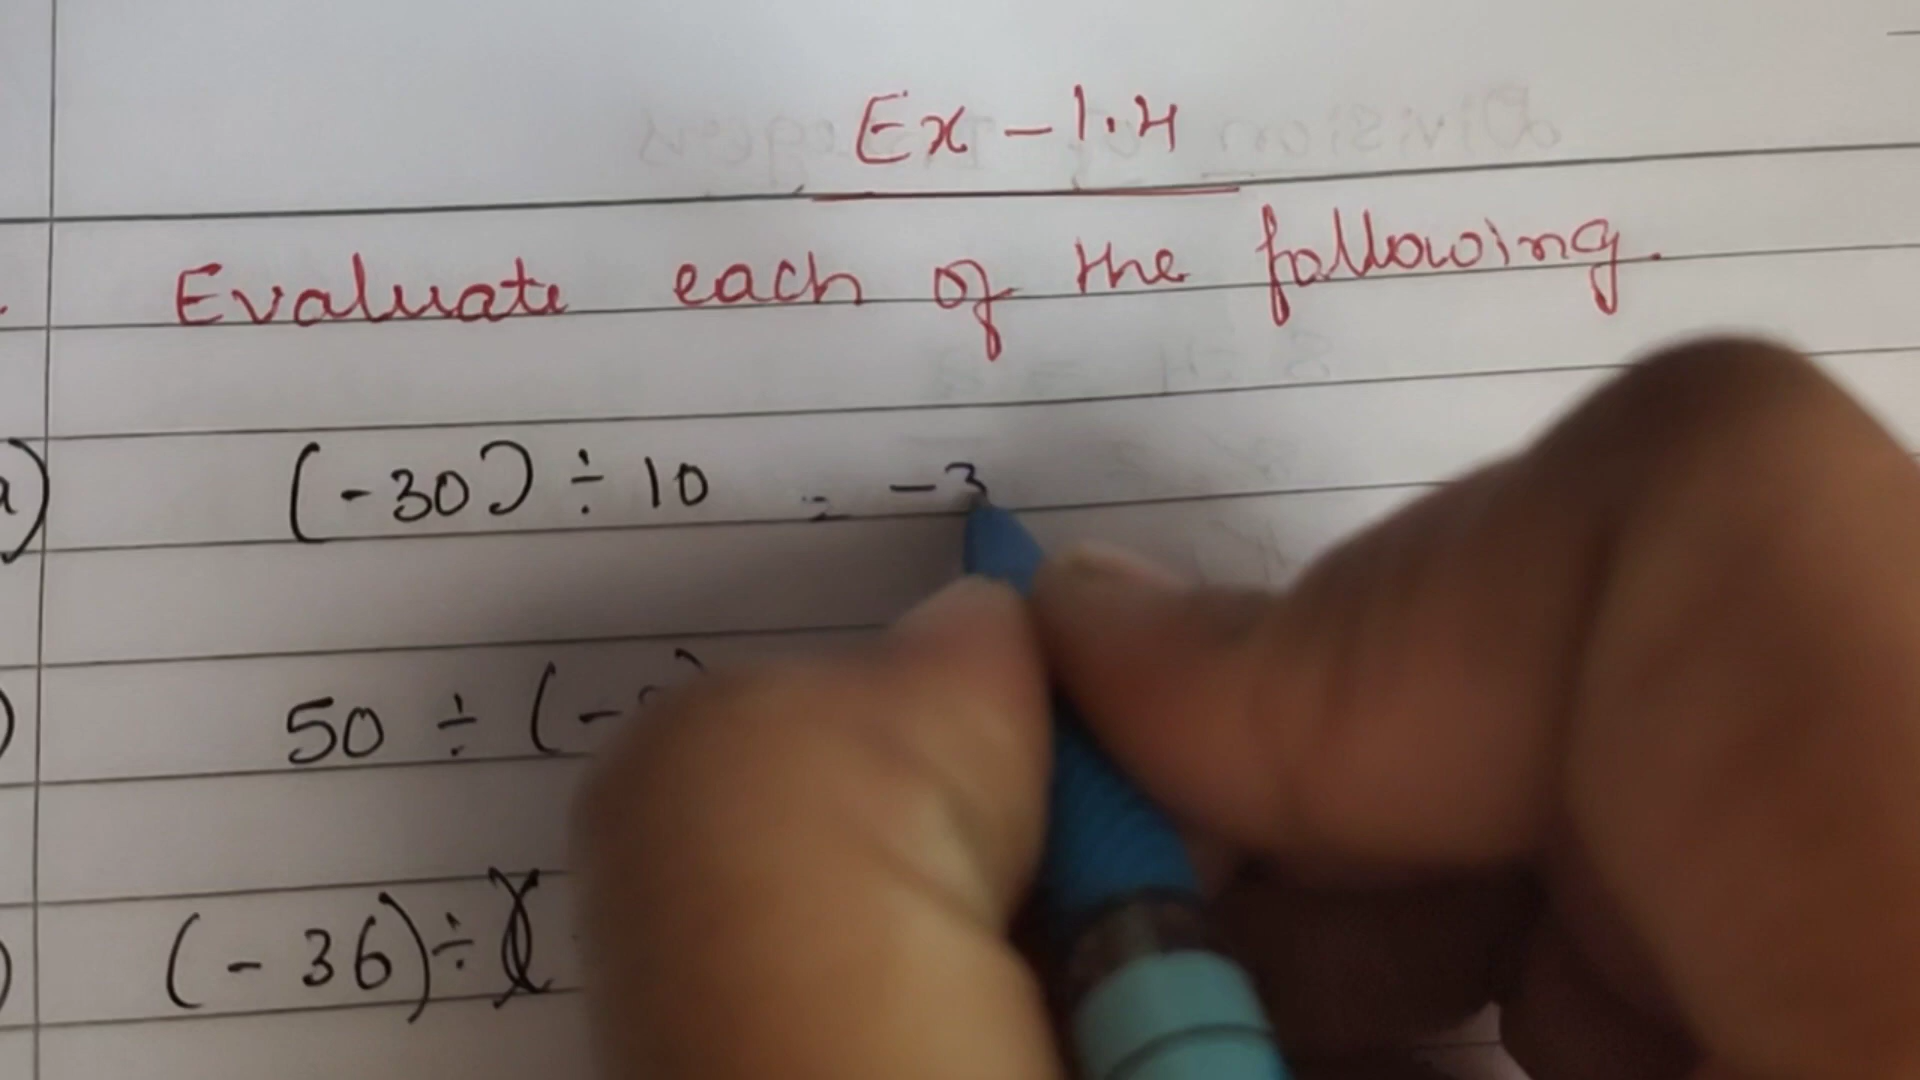 Ex - 1.4
Evaluate each of the following.
a) (-30) ÷ 10 = -3
) 50 ÷ (-
) (-36) ÷